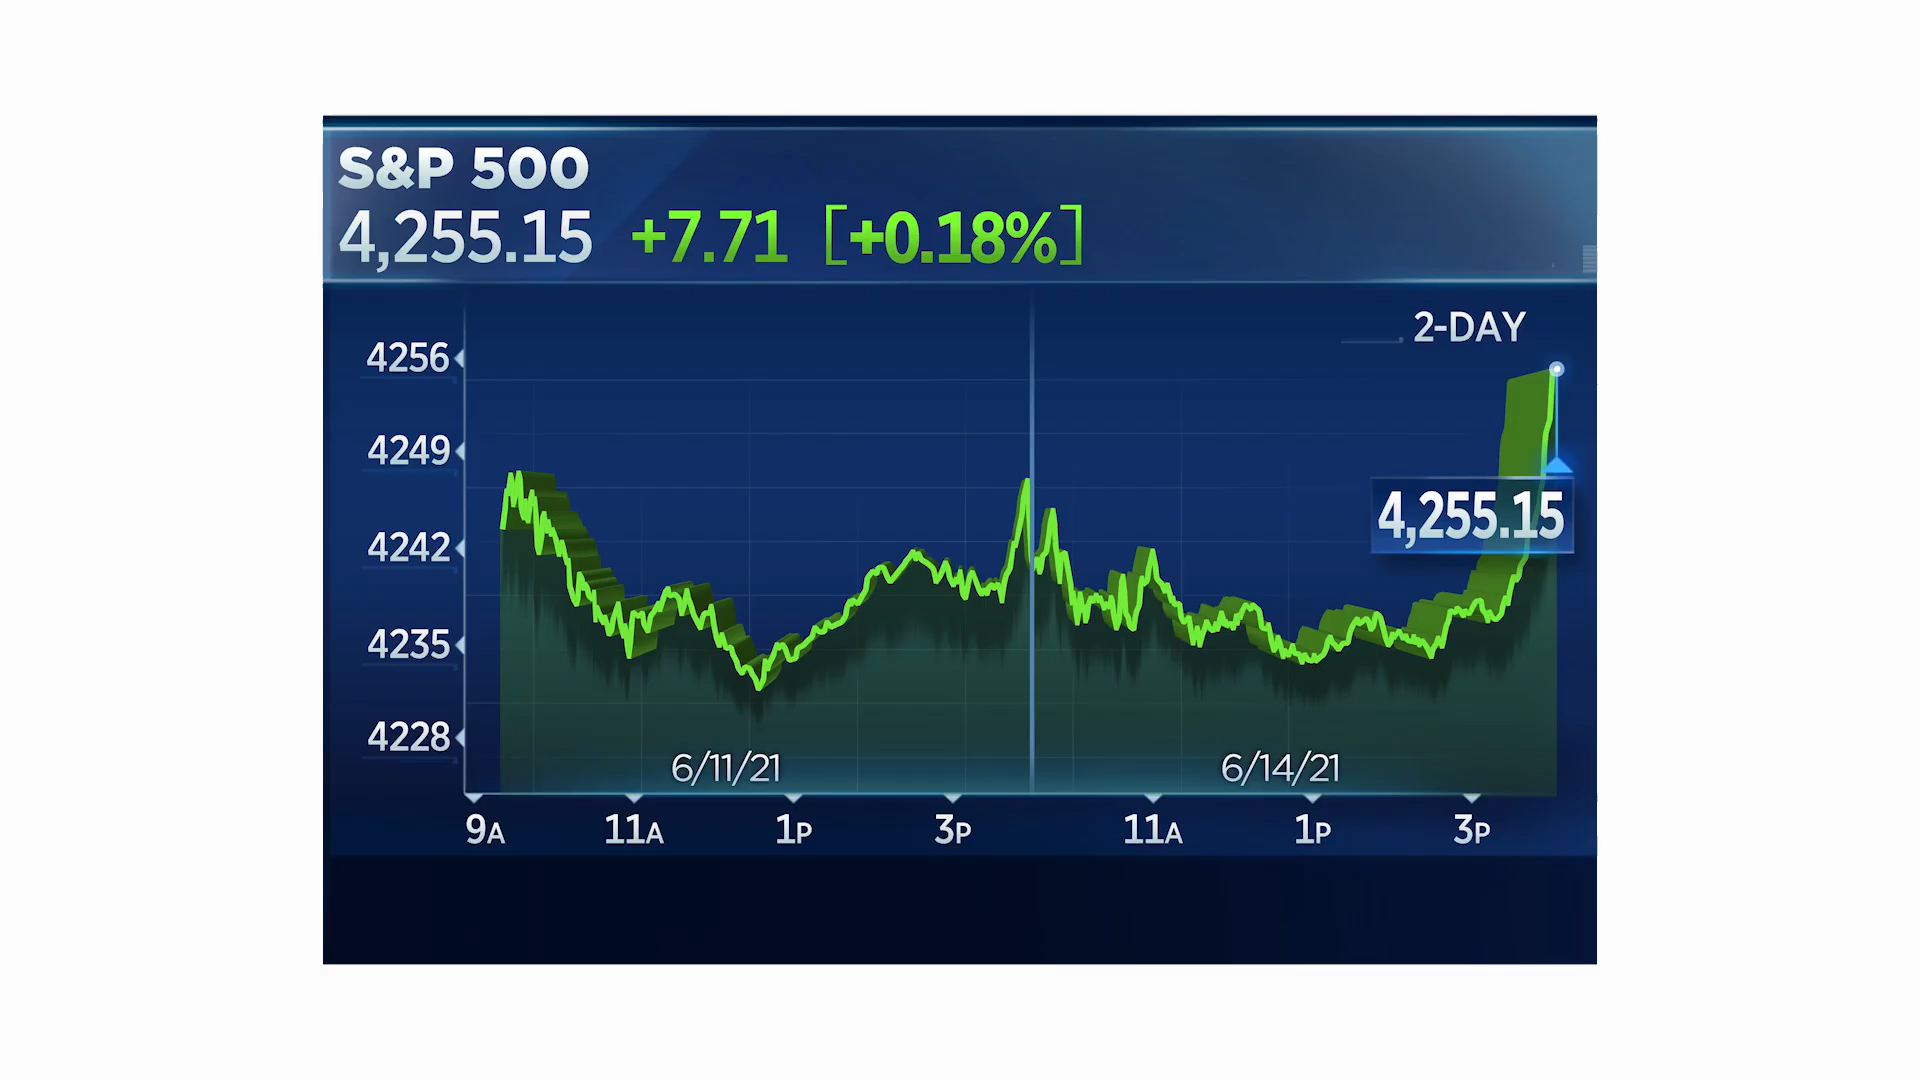 S&P 500
4,255.15 +7.71 [+0.18%]
2-DAY
4256
4249
4242
4235
4228
4,255.15
6/11/21 6/14/21
9A 11A 1P 3P 11A 1P 3P